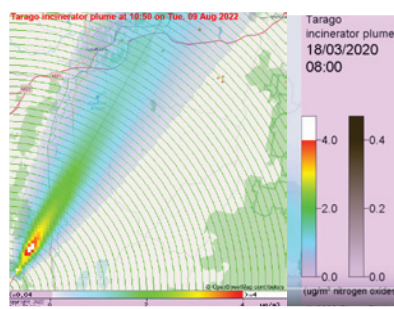 Tarago incinerator plume at 10:50 on Tue, 09 Aug 2022
© OpenStreetMap contributors
Tarago
incinerator plume
18/03/2020
08:00
4.0
0.4
2.0
0.2
0.0
0.0
(ug/m³ nitrogen oxides